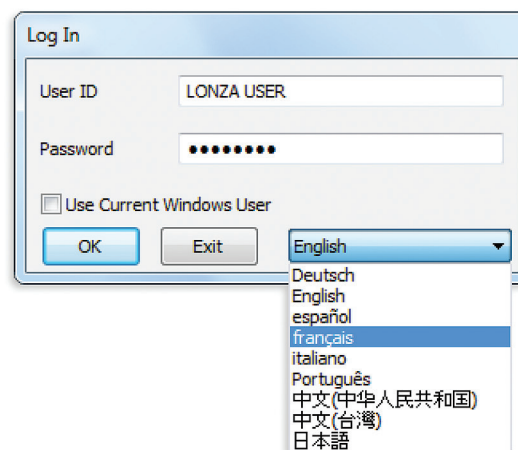 Log In
User ID LONZA USER
Password ●●●●●●●●
Use Current Windows User
OK Exit English
Deutsch
English
español
français
italiano
Português
中文(中华人民共和国)
中文(台灣)
日本語